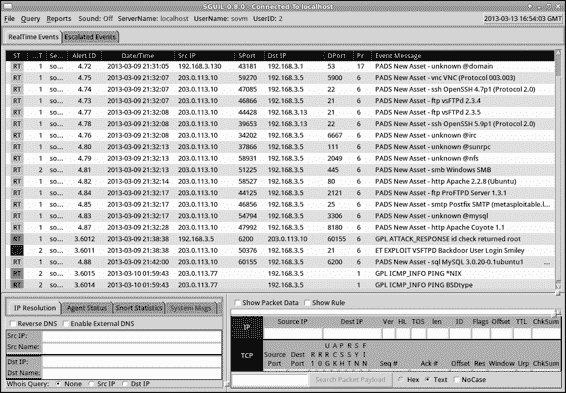 SGUIL-0.8.0 - Connected To localhost
File Query Reports Sound: Off ServerName: localhost UserName: sovm UserID: 2 2013-03-13 16:54:03 GMT
RealTime Events Escalated Events
ST ...T Se... Alert ID Date/Time Src IP SPort Dst IP DPort Pr Event Message
RT 1 so... 4.72 2013-03-09 21:31:05 192.168.3.130 43181 192.168.3.1 53 17 PADS New Asset - unknown @domain
RT 1 so... 4.75 2013-03-09 21:32:07 203.0.113.10 59270 192.168.3.5 5900 6 PADS New Asset - vnc VNC (Protocol 003.003)
RT 1 so... 4.74 2013-03-09 21:32:07 203.0.113.10 47085 192.168.3.5 22 6 PADS New Asset - ssh OpenSSH 4.7p1 (Protocol 2.0)
RT 1 so... 4.73 2013-03-09 21:32:07 203.0.113.10 46866 192.168.3.5 21 6 PADS New Asset - ftp vsFTPd 2.3.4
RT 1 so... 4.77 2013-03-09 21:32:08 203.0.113.10 44428 192.168.3.13 21 6 PADS New Asset - ftp vsFTPd 2.3.5
RT 1 so... 4.78 2013-03-09 21:32:08 203.0.113.10 48553 192.168.3.13 22 6 PADS New Asset - ssh OpenSSH 5.9p1 (Protocol 2.0)
RT 1 so... 4.76 2013-03-09 21:32:08 203.0.113.10 34202 192.168.3.5 6667 6 PADS New Asset - unknown @irc
RT 1 so... 4.80 2013-03-09 21:32:13 203.0.113.10 37866 192.168.3.5 111 6 PADS New Asset - unknown @sunrpc
RT 1 so... 4.79 2013-03-09 21:32:13 203.0.113.10 58931 192.168.3.5 2049 6 PADS New Asset - unknown @nfs
RT 2 so... 4.81 2013-03-09 21:32:13 203.0.113.10 51225 192.168.3.5 445 6 PADS New Asset - smb Windows SMB
RT 1 so... 4.82 2013-03-09 21:32:14 203.0.113.10 58527 192.168.3.5 80 6 PADS New Asset - http Apache 2.2.8 (Ubuntu)
RT 1 so... 4.84 2013-03-09 21:32:15 203.0.113.10 44125 192.168.3.5 2121 6 PADS New Asset - ftp ProFTPD Server 1.3.1
RT 1 so... 4.85 2013-03-09 21:32:15 203.0.113.10 46856 192.168.3.5 25 6 PADS New Asset - smtp Postfix SMTP (metasploitable.l...
RT 1 so... 4.83 2013-03-09 21:32:15 203.0.113.10 54794 192.168.3.5 3306 6 PADS New Asset - unknown @mysql
RT 1 so... 4.87 2013-03-09 21:32:28 203.0.113.10 47992 192.168.3.5 8180 6 PADS New Asset - http Apache Coyote 1.1
RT 1 so... 3.6012 2013-03-09 21:38:38 192.168.3.5 6200 203.0.113.10 60155 6 GPL ATTACK_RESPONSE id check returned root
2 so... 3.6011 2013-03-09 21:38:38 203.0.113.10 50376 192.168.3.5 21 6 ET EXPLOIT VSFTPD Backdoor User Login Smiley
RT 1 so... 4.88 2013-03-09 21:42:00 203.0.113.10 6200 192.168.3.5 60155 6 PADS New Asset - sql MySQL 3.0.20-0.1ubuntu1 ...
RT 2 so... 3.6015 2013-03-10 01:59:43 203.0.113.77 192.168.3.5 1 GPL ICMP_INFO PING *NIX
RT 2 so... 3.6014 2013-03-10 01:59:43 203.0.113.77 192.168.3.5 1 GPL ICMP_INFO PING BSDtype
IP Resolution Agent Status Snort Statistics System Msgs
Reverse DNS Enable External DNS
Src IP:
Src Name:
Dst IP:
Dst Name:
Whois Query: None Src IP Dst IP
Show Packet Data Show Rule
IP Source IP Dest IP Ver HL TOS len ID Flags Offset TTL ChkSum
U A P R S F
TCP Source Dest R R R C S S Y I
Port Port 1 0 G K H T N N Seq # Ack # Offset Res Window Urp ChkSum
Search Packet Payload Hex Text NoCase